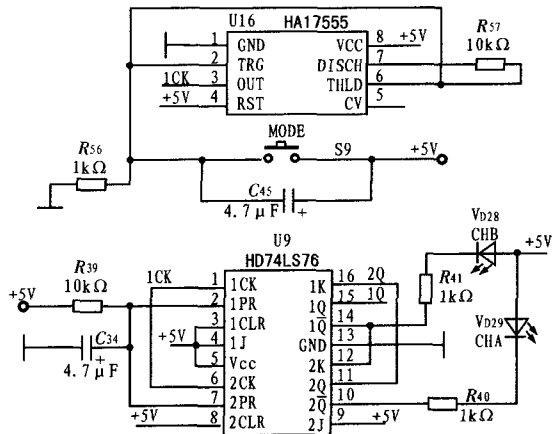 U16 HA17555
1 GND VCC 8 +5V
2 TRG DISCH 7
1CK 3 OUT THLD 6
+5V 4 RST CV 5
R57
10kΩ
MODE
S9 +5V
R56
1kΩ
C45
4.7μF +
U9
HD74LS76
R39
10kΩ
+5V
C34
4.7μF +
1CK 1 1CK 1K 16 2Q
2 1PR 1Q 15 1Q
3 1CLR 1Q̅ 14
+5V 4 1J GND 13
5 Vcc 2K 12
6 2CK 2Q 11
7 2PR 2Q̅ 10
+5V 8 2CLR 2J 9 +5V
R41
1kΩ
VD28
CHB
+5V
VD29
CHA
R40
1kΩ